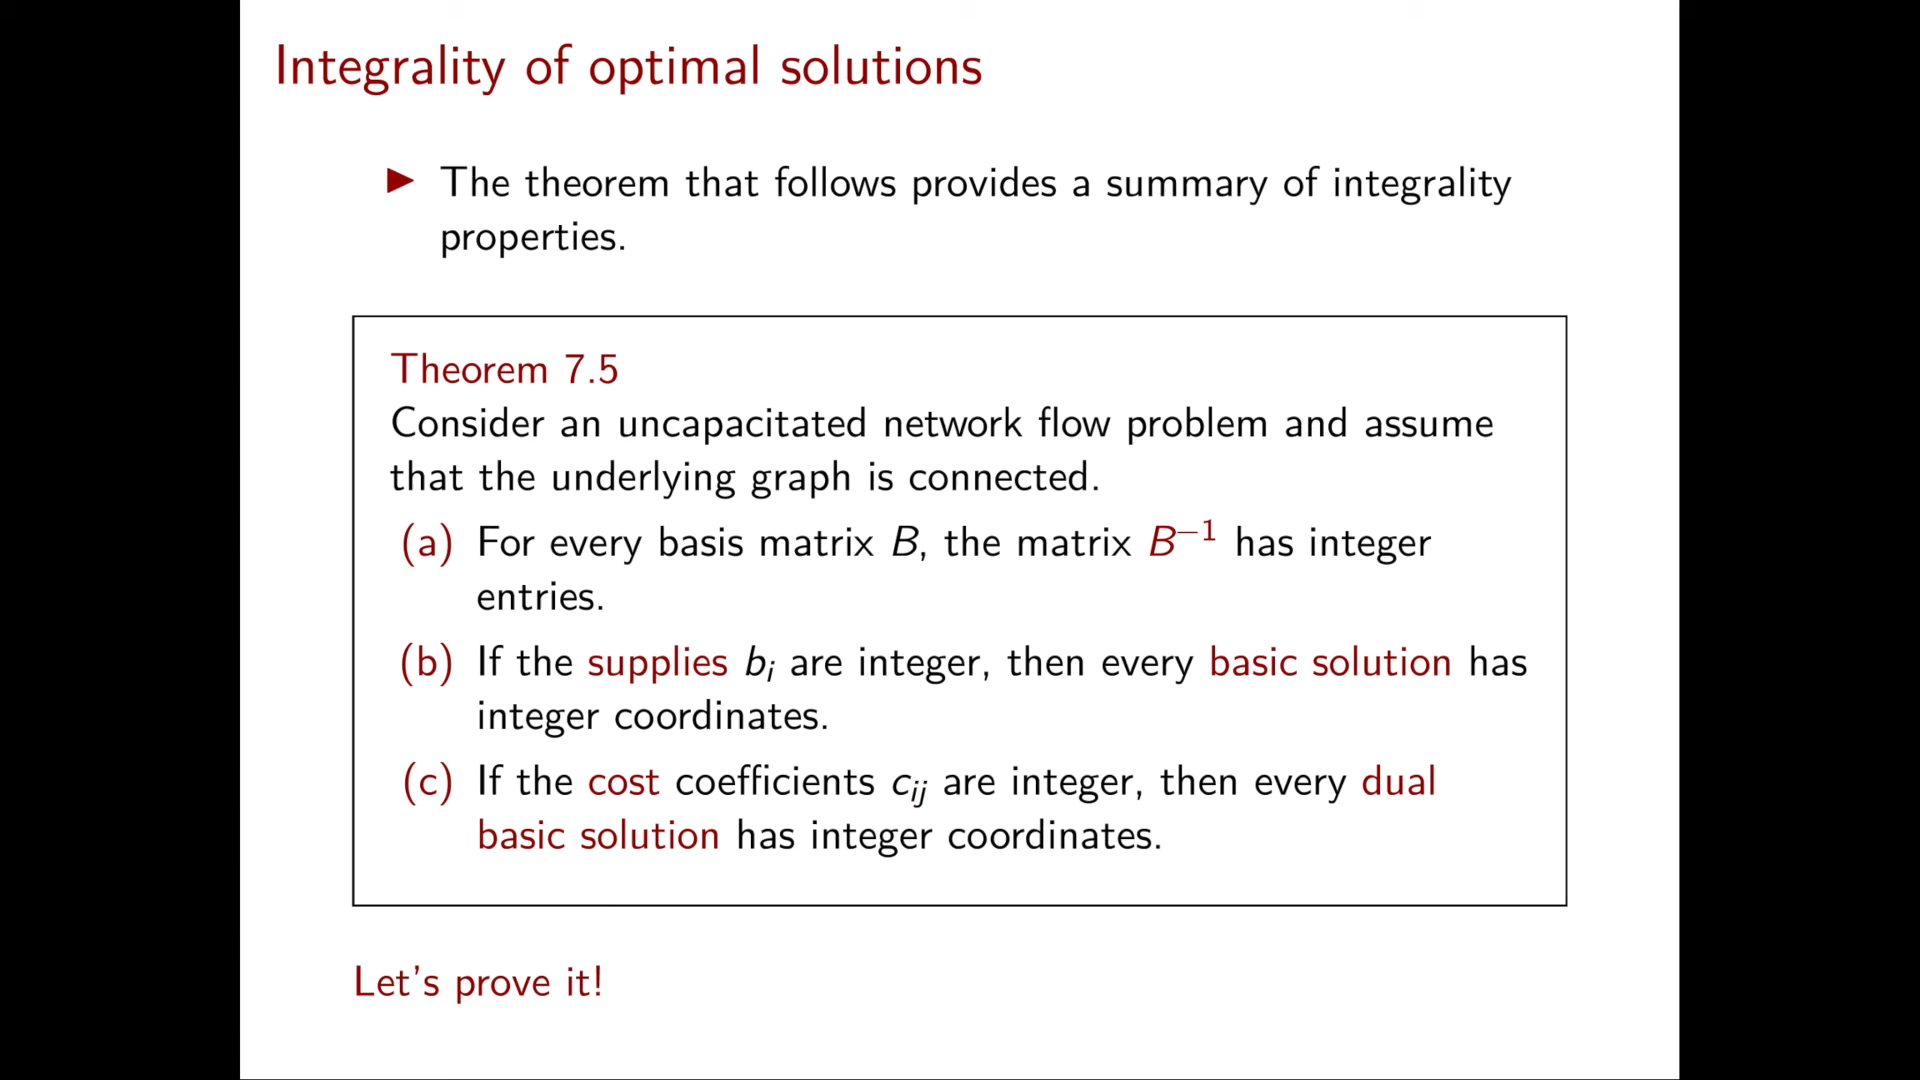 Integrality of optimal solutions
▶ The theorem that follows provides a summary of integrality
properties.
Theorem 7.5
Consider an uncapacitated network flow problem and assume
that the underlying graph is connected.
(a) For every basis matrix B, the matrix B⁻¹ has integer
entries.
(b) If the supplies bᵢ are integer, then every basic solution has
integer coordinates.
(c) If the cost coefficients cᵢⱼ are integer, then every dual
basic solution has integer coordinates.
Let's prove it!